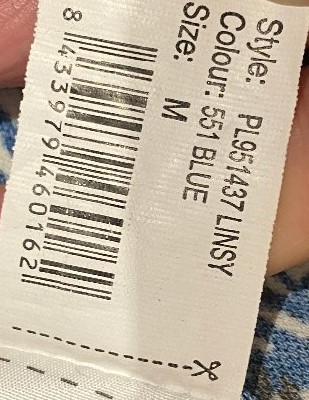 Style: PL951437 LINSY
Colour: 551 BLUE
Size: M
8 433979 460162